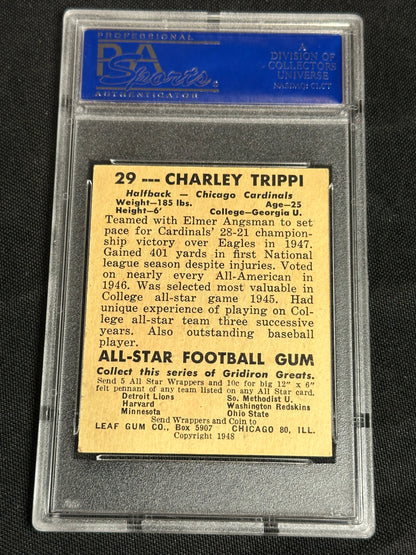 PROFESSIONAL
PSA
Sports
AUTHENTICATOR
A
DIVISION OF
COLLECTORS
UNIVERSE
NASDAQ: CLCT
29 --- CHARLEY TRIPPI
Halfback — Chicago Cardinals
Weight—185 lbs. Age—25
Height—6' College—Georgia U.
Teamed with Elmer Angsman to set
pace for Cardinals' 28-21 champion-
ship victory over Eagles in 1947.
Gained 401 yards in first National
league season despite injuries. Voted
on nearly every All-American in
1946. Was selected most valuable in
College all-star game 1945. Had
unique experience of playing on Col-
lege all-star team three successive
years. Also outstanding baseball
player.
ALL-STAR FOOTBALL GUM
Collect this series of Gridiron Greats.
Send 5 All Star Wrappers and 10c for big 12" x 6"
felt pennant of any team listed on any All Star card.
Detroit Lions So. Methodist U.
Harvard Washington Redskins
Minnesota Ohio State
Send Wrappers and Coin to
LEAF GUM CO., Box 5907 CHICAGO 80, ILL.
Copyright 1948